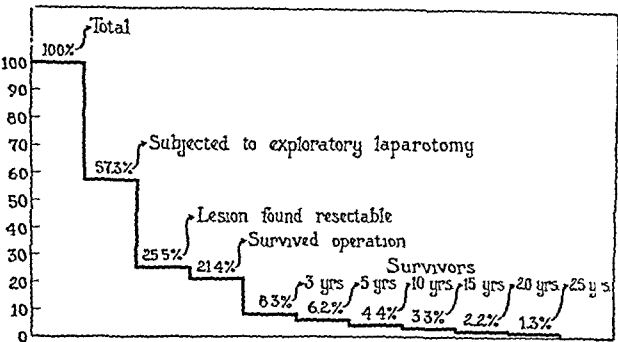 Total
100%
100
90
80
70
60
50
40
30
20
10
0
57.3%
Subjected to exploratory laparotomy
Lesion found resectable
25.5%
21.4%
Survived operation
Survivors
3 yrs 5 yrs 10 yrs 15 yrs 20 yrs. 25 y s.
8.3% 6.2% 4.4% 3.3% 2.2% 1.3%